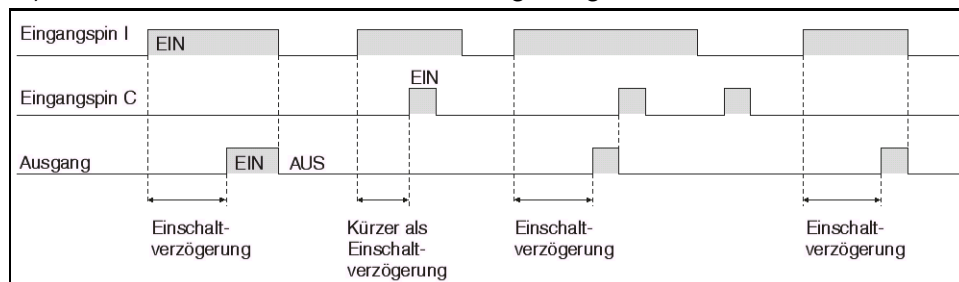 Eingangspin I
EIN
EIN
Eingangspin C
Ausgang
EIN
AUS
Einschalt-
verzögerung
Kürzer als
Einschalt-
verzögerung
Einschalt-
verzögerung
Einschalt-
verzögerung